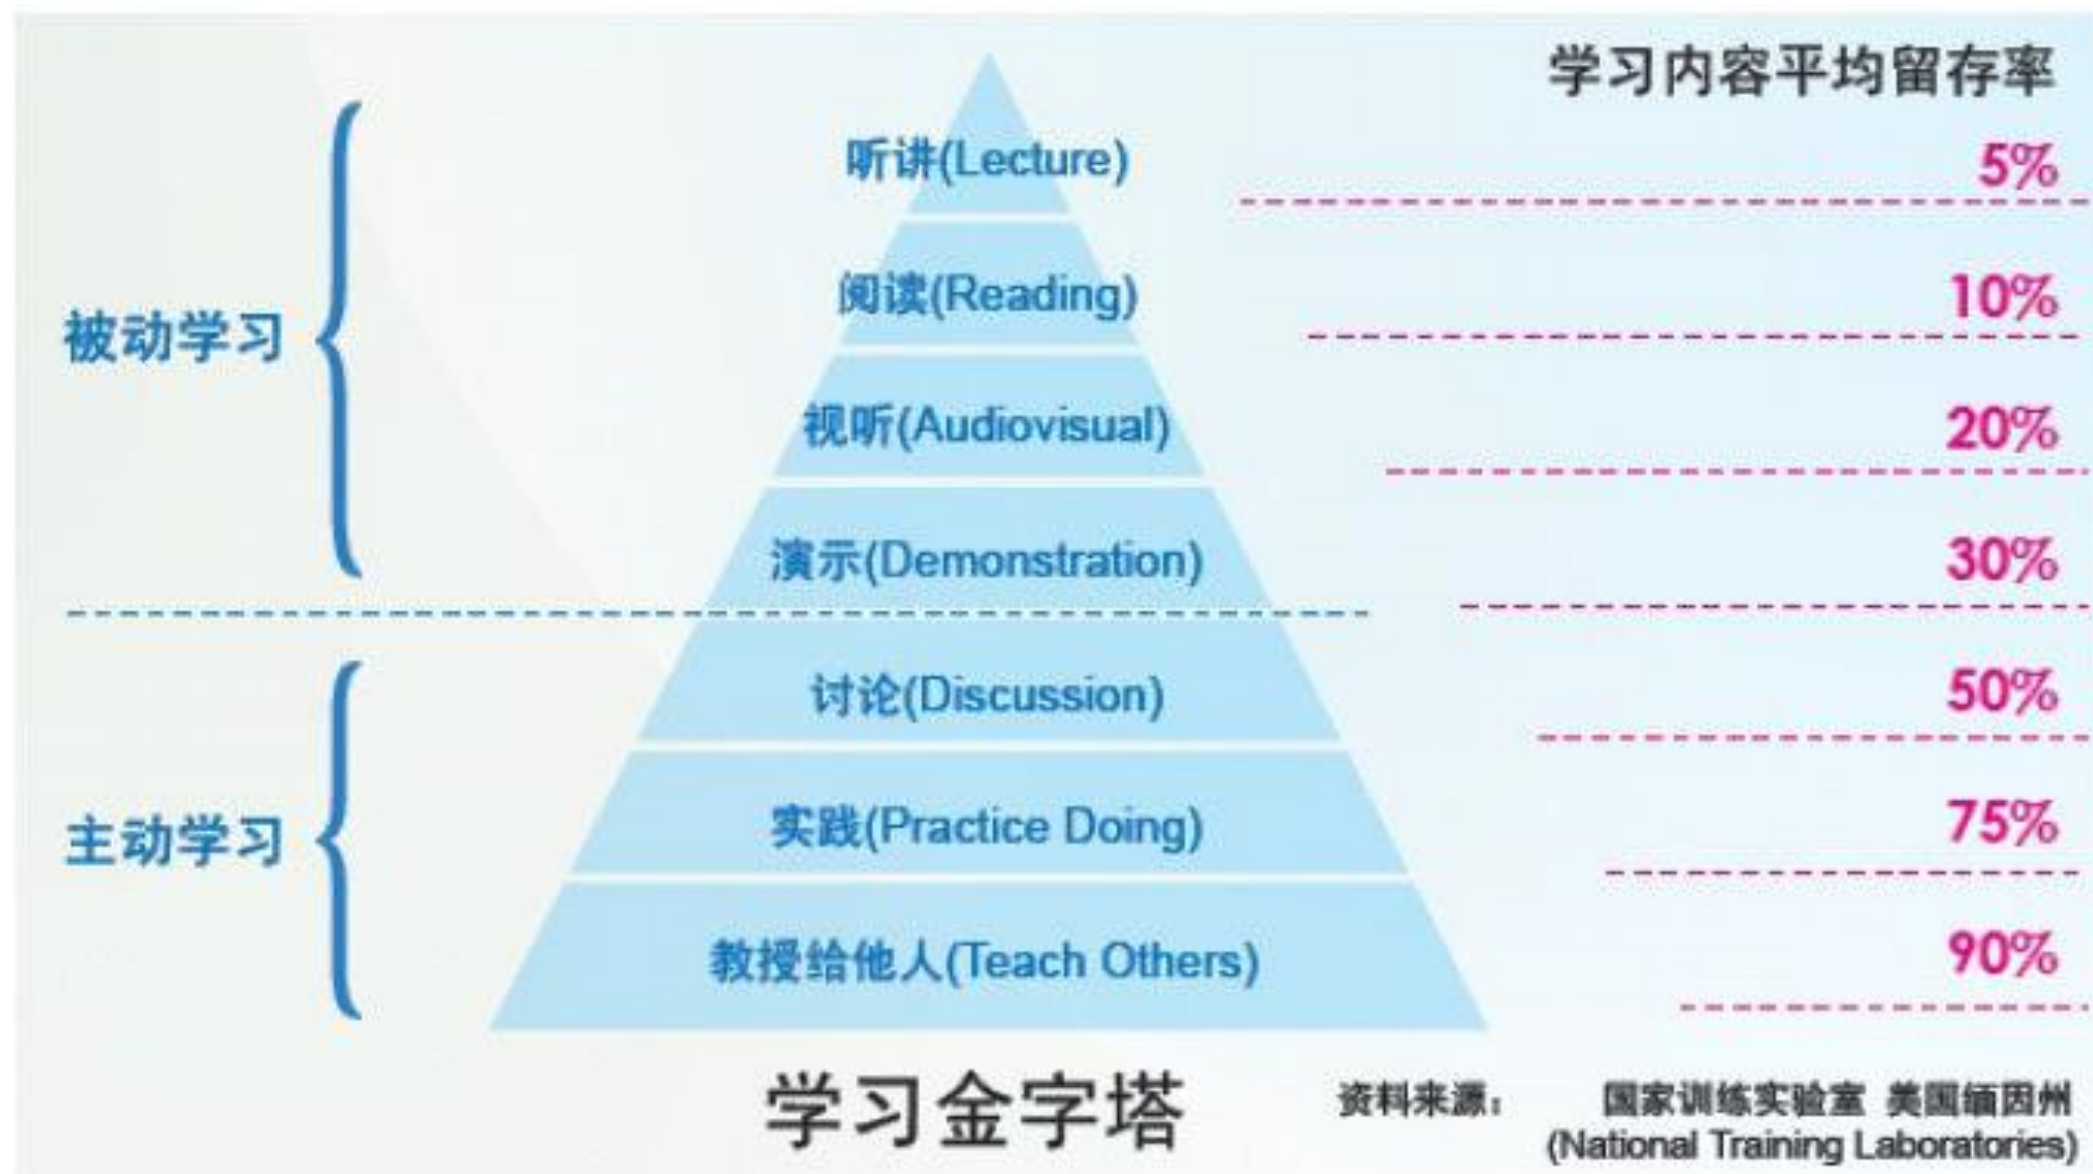 学习内容平均留存率
听讲(Lecture)
5%
阅读(Reading)
10%
被动学习
视听(Audiovisual)
20%
演示(Demonstration)
30%
讨论(Discussion)
50%
主动学习
实践(Practice Doing)
75%
教授给他人(Teach Others)
90%
学习金字塔
资料来源： 国家训练实验室 美国缅因州
(National Training Laboratories)